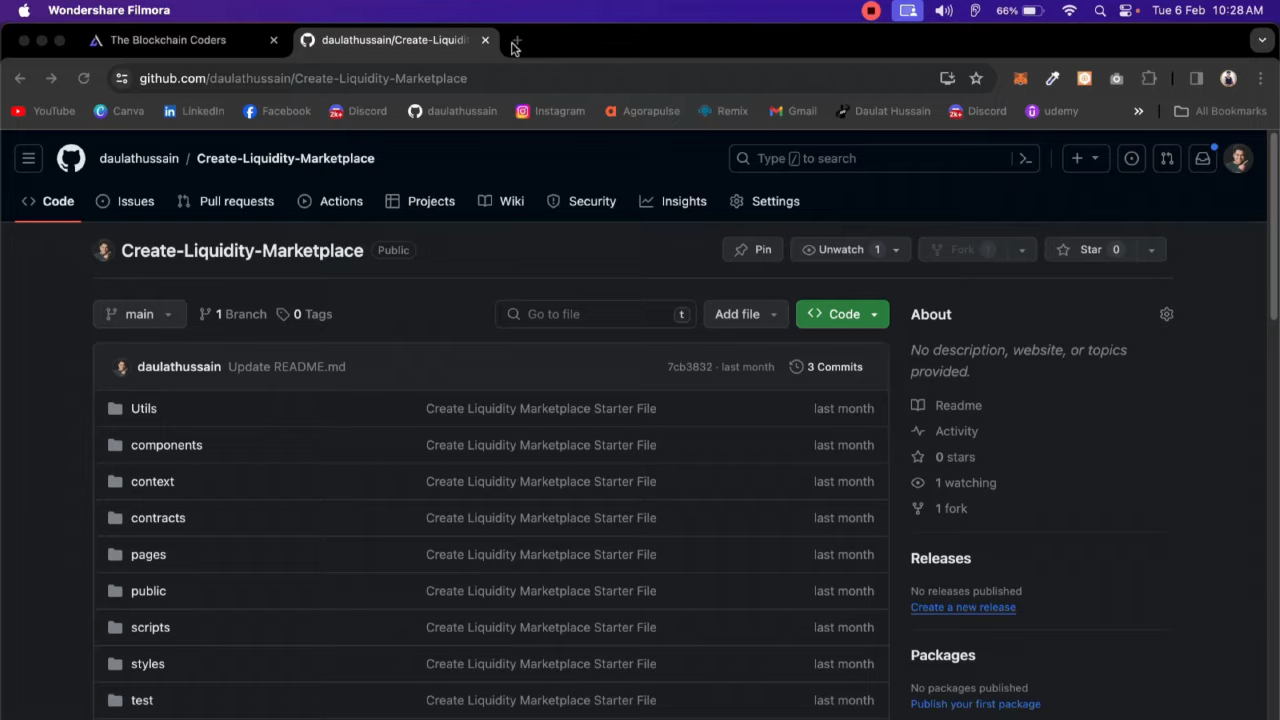 Wondershare Filmora
66%
Tue 6 Feb 10:28 AM
The Blockchain Coders
daulathussain/Create-Liquidi
github.com/daulathussain/Create-Liquidity-Marketplace
YouTube Canva LinkedIn Facebook Discord daulathussain Instagram Agorapulse Remix Gmail Daulat Hussain Discord udemy » All Bookmarks
daulathussain / Create-Liquidity-Marketplace
Type / to search
Code Issues Pull requests Actions Projects Wiki Security Insights Settings
Create-Liquidity-Marketplace Public
Pin Unwatch 1 Fork 1 Star 0
main 1 Branch 0 Tags Go to file t Add file Code
About
No description, website, or topics
provided.
daulathussain Update README.md 7cb3832 · last month 3 Commits
Utils Create Liquidity Marketplace Starter File last month
components Create Liquidity Marketplace Starter File last month
context Create Liquidity Marketplace Starter File last month
contracts Create Liquidity Marketplace Starter File last month
pages Create Liquidity Marketplace Starter File last month
public Create Liquidity Marketplace Starter File last month
scripts Create Liquidity Marketplace Starter File last month
styles Create Liquidity Marketplace Starter File last month
test Create Liquidity Marketplace Starter File last month
Readme
Activity
0 stars
1 watching
1 fork
Releases
No releases published
Create a new release
Packages
No packages published
Publish your first package